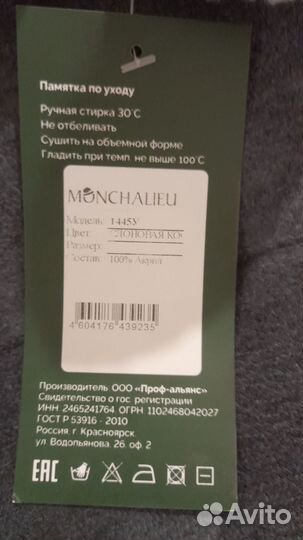 Памятка по уходу
Ручная стирка 30°C
Не отбеливать
Сушить на объемной форме
Гладить при темп. не выше 100°C
MONCHALIEU
Модель: 1445У
Цвет: ЛОНОВАЯ КО
Размер:
Состав: 100% Акрил
4 604176 439235
Производитель ООО «Проф-альянс»
Свидетельство о гос. регистрации
ИНН 2465241764 ОГРН 1102468042027
ГОСТ Р 53916 - 2010
Россия г. Красноярск
ул. Водопьянова, 26, оф. 2
EAC
Avito